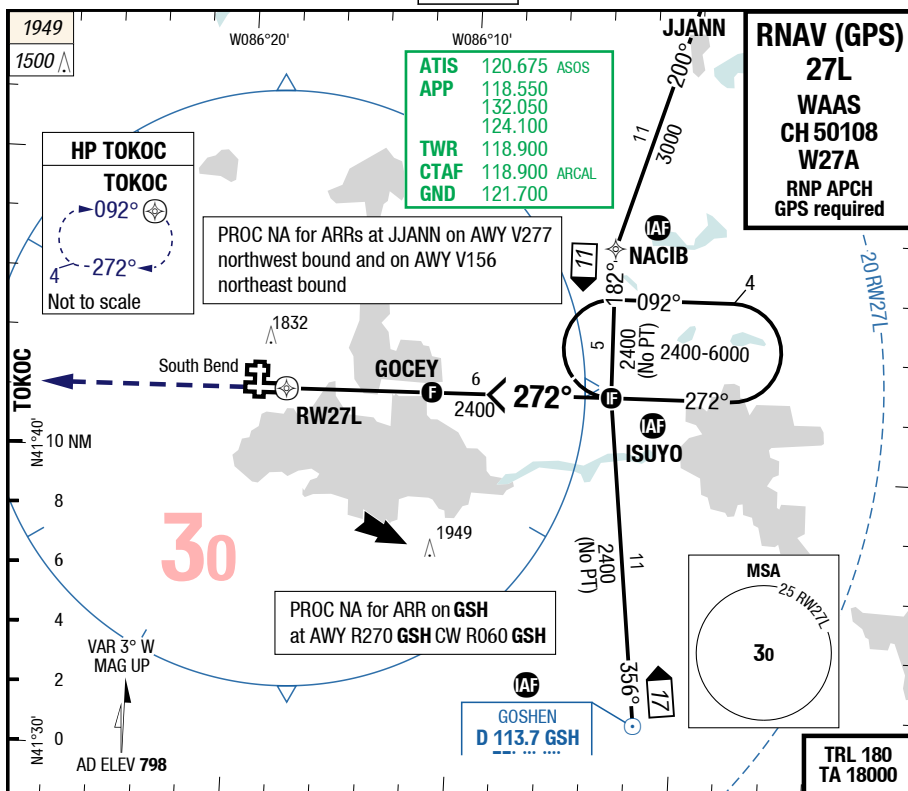 1949
1500
W086°20'
W086°10'
JJANN
RNAV (GPS)
27L
WAAS
CH 50108
W27A
RNP APCH
GPS required
ATIS 120.675 ASOS
APP 118.550
132.050
124.100
TWR 118.900
CTAF 118.900 ARCAL
GND 121.700
200°
11
3000
HP TOKOC
TOKOC
092°
272°
4
Not to scale
PROC NA for ARRs at JJANN on AWY V277
northwest bound and on AWY V156
northeast bound
IAF
NACIB
11
182°
092°
4
20 RW27L
5
2400
(No PT)
2400-6000
1832
South Bend
GOCEY
F
6
2400
272°
IF
272°
TOKOC
RW27L
IAF
ISUYO
N41°40'
10 NM
8
6
4
2
0
N41°30'
30
1949
2400
(No PT)
11
MSA
25 RW27L
30
PROC NA for ARR on GSH
at AWY R270 GSH CW R060 GSH
VAR 3° W
MAG UP
AD ELEV 798
IAF
356°
17
GOSHEN
D 113.7 GSH
TRL 180
TA 18000